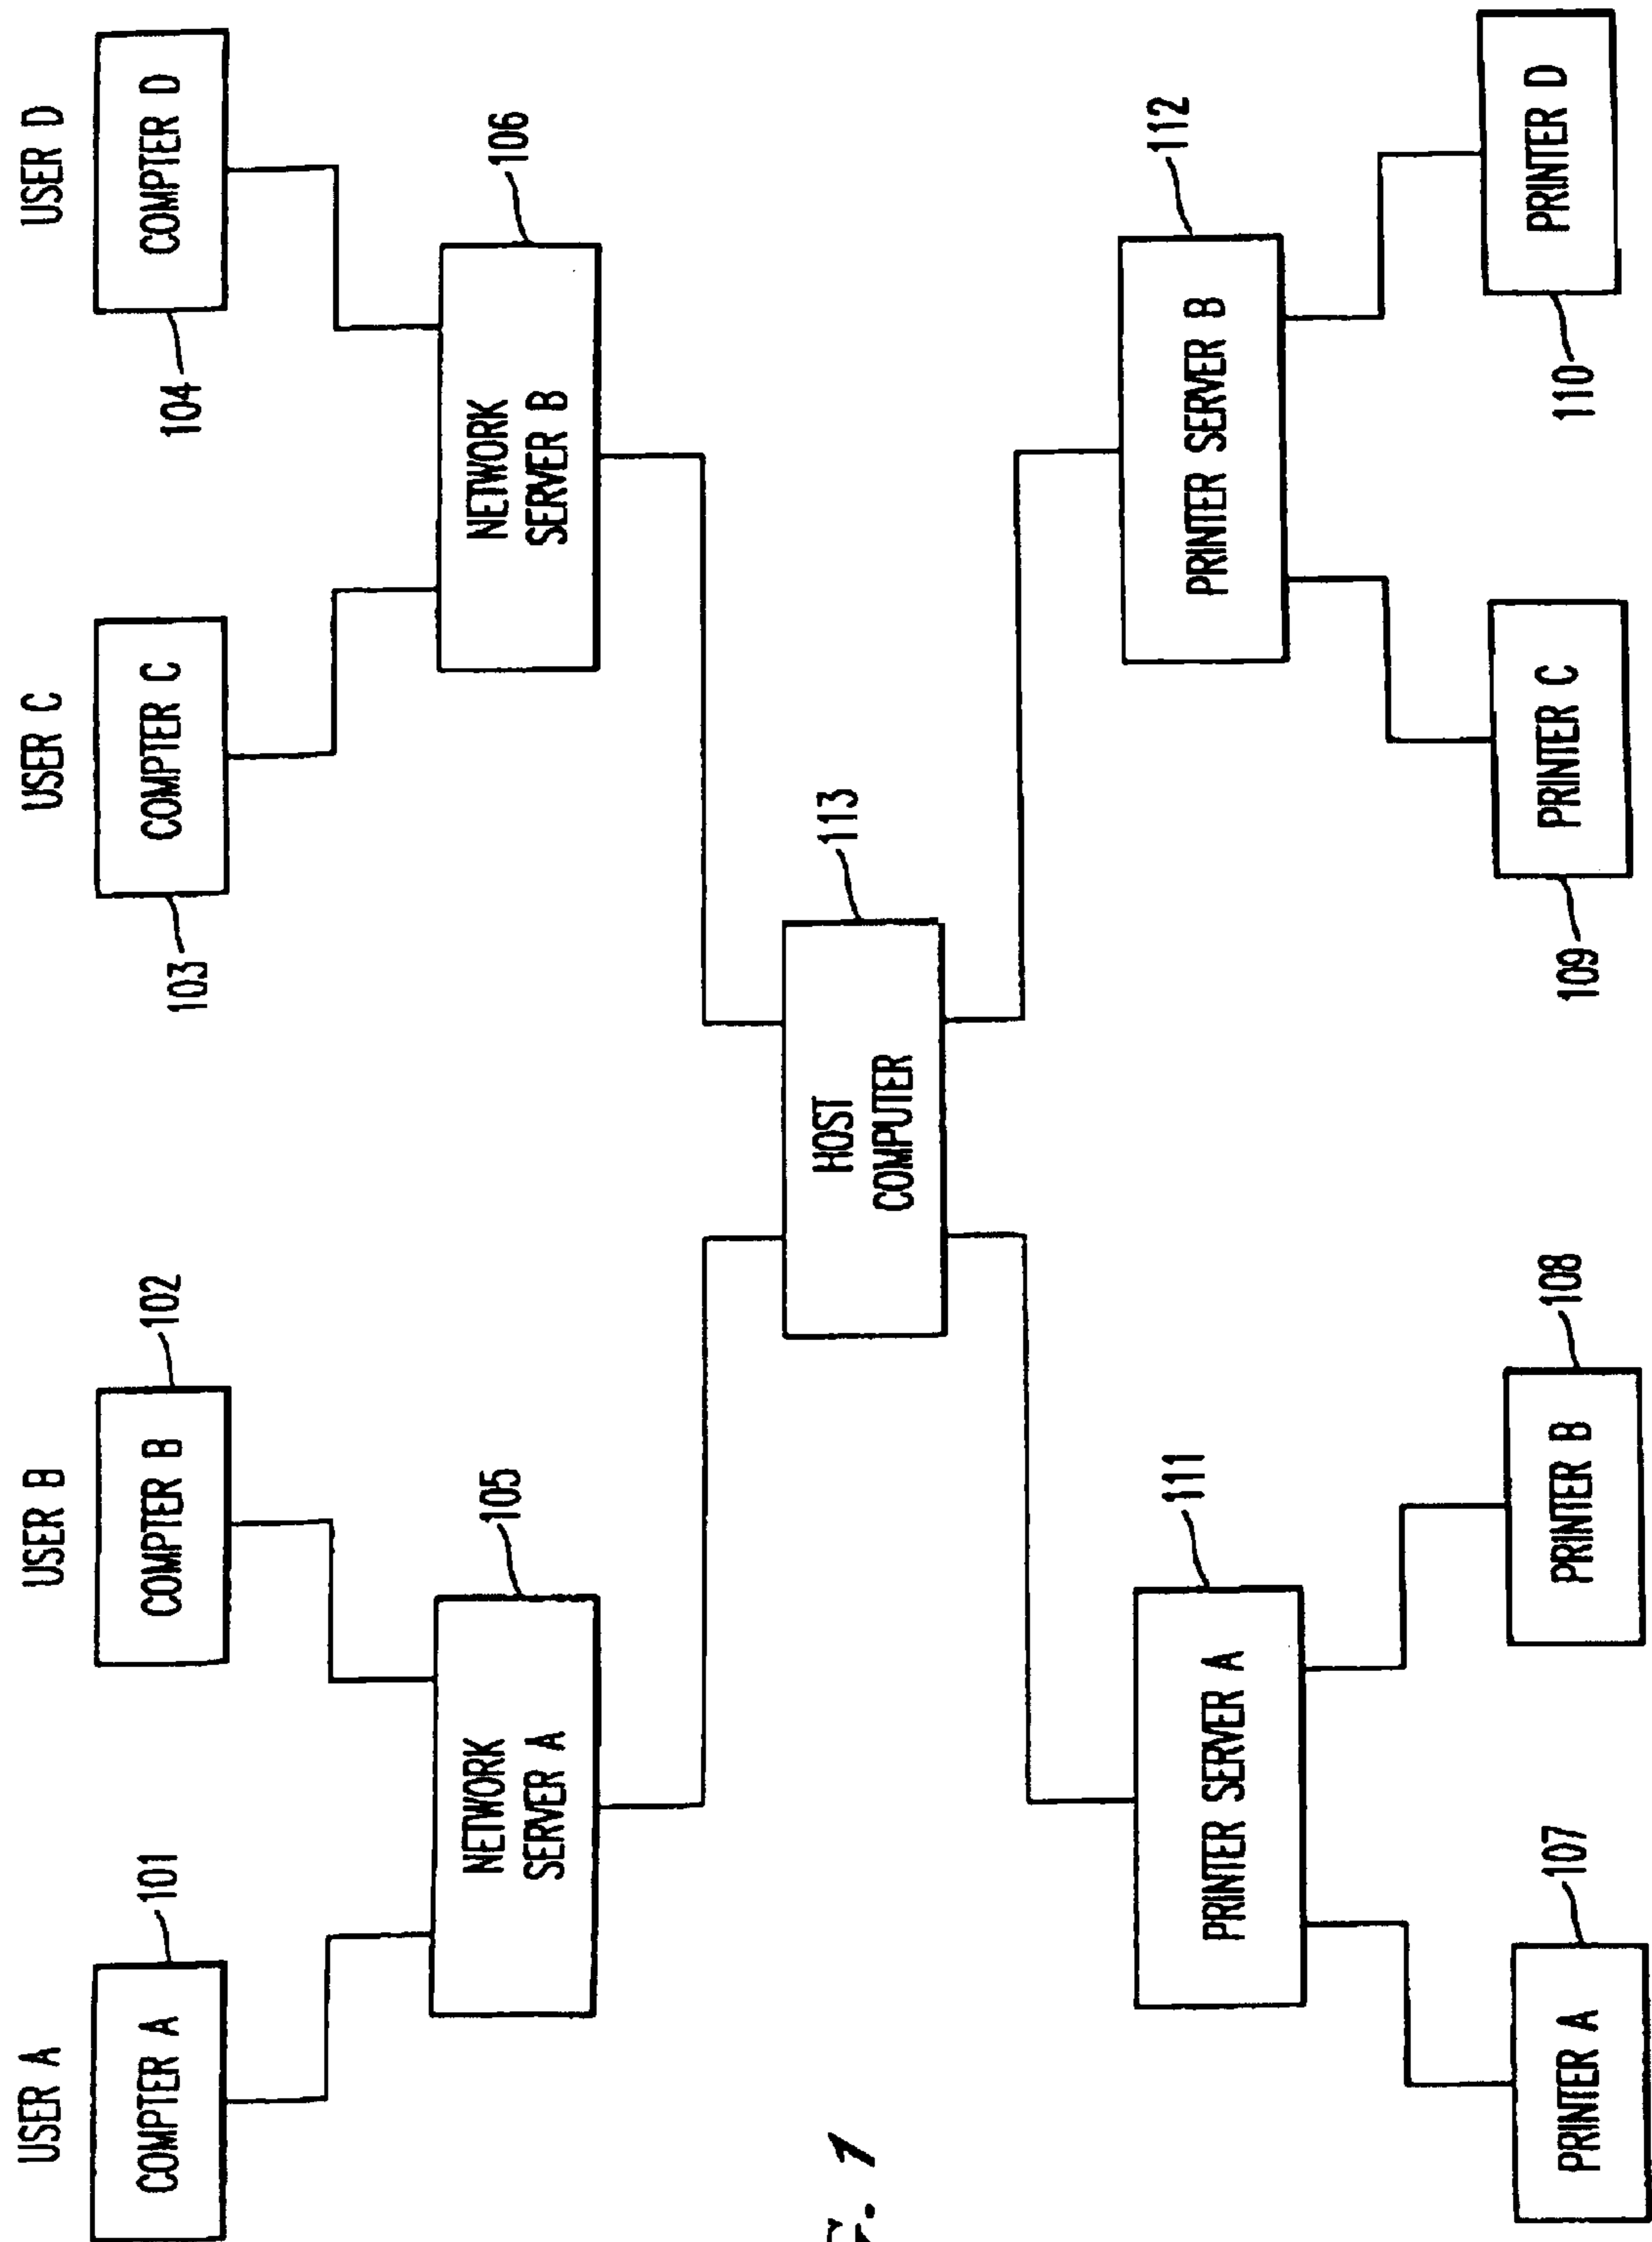 USER A
USER B
USER C
USER D
COMPTER A
101
COMPTER B
102
COMPTER C
103
COMPTER D
104
NETWORK
SERVER A
105
NETWORK
SERVER B
106
HOST
COMPUTER
113
PRINTER SERVER A
111
PRINTER SERVER B
112
PRINTER A
107
PRINTER B
108
PRINTER C
109
PRINTER D
110
G. 1